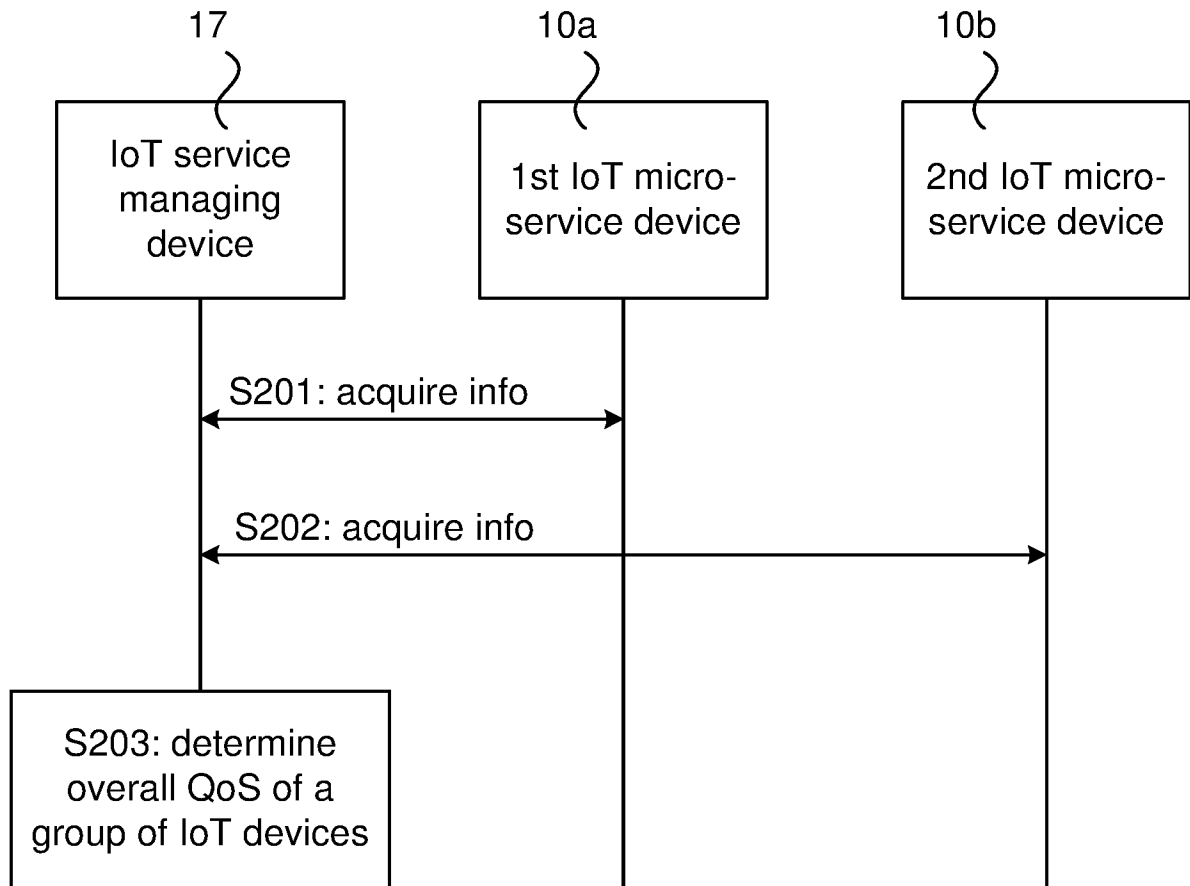 17
10a
10b
IoT service
managing
device
1st IoT micro-
service device
2nd IoT micro-
service device
S201: acquire info
S202: acquire info
S203: determine
overall QoS of a
group of IoT devices